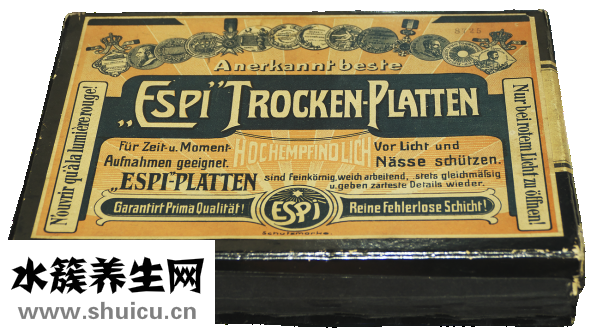 Anerkannt beste
„ESPI" TROCKEN-PLATTEN
N'ouvrir qu'à la lumière rouge!
Für Zeit- u. Moment-
Aufnahmen geeignet.
HOCHEMPFINDLICH
Vor Licht und
Nässe schützen.
Nur bei rotem Licht zu öffnen!
„ESPI"-PLATTEN sind feinkörnig, weich arbeitend, stets gleichmäßig
u. geben zarteste Details wieder.
Garantirt Prima Qualität!
ESPI
Reine Fehlerlose Schicht!
Schutzmarke.
水簇养生网
www.shuicu.cn